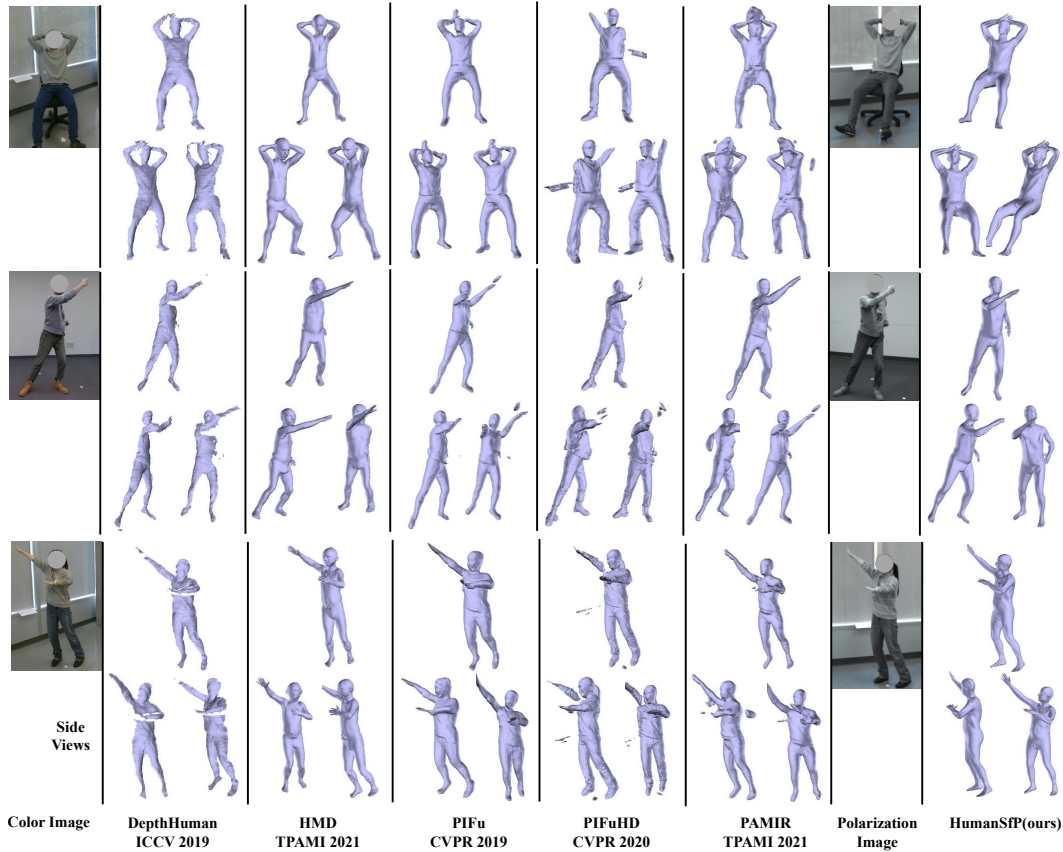 Side
Views
Color Image
DepthHuman
ICCV 2019
HMD
TPAMI 2021
PIFu
CVPR 2019
PIFuHD
CVPR 2020
PAMIR
TPAMI 2021
Polarization
Image
HumanSfP(ours)